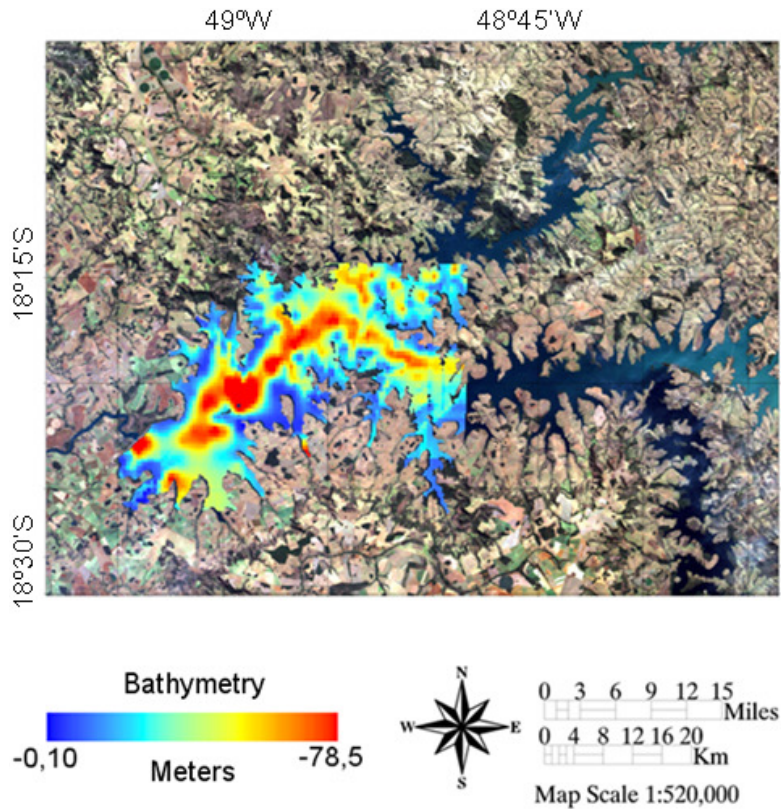 49ºW 48º45'W
18º15'S
18º30'S
Bathymetry
-0,10 -78,5
Meters
N
W E
S
0 3 6 9 12 15
Miles
0 4 8 12 16 20
Km
Map Scale 1:520,000